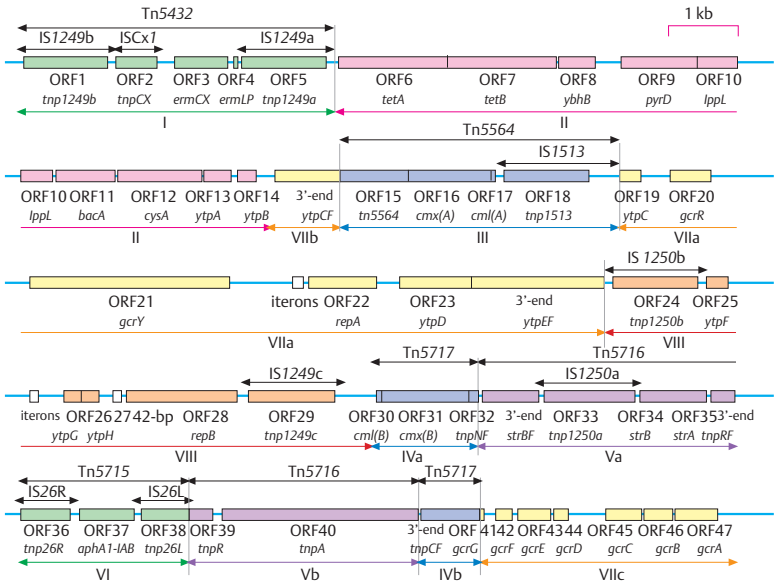 Tn5432
IS1249b ISCx1 IS1249a 1 kb
ORF1 ORF2 ORF3 ORF4 ORF5 ORF6 ORF7 ORF8 ORF9 ORF10
tnp1249b tnpCX ermCX ermLP tnp1249a tetA tetB ybhB pyrD lppL
I II
Tn5564
IS1513
ORF10 ORF11 ORF12 ORF13 ORF14 3'-end ORF15 ORF16 ORF17 ORF18 ORF19 ORF20
lppL bacA cysA ytpA ytpB ytpCF tn5564 cmx(A) cml(A) tnp1513 ytpC gcrR
II VIIb III VIIa
IS 1250b
ORF21 iterons ORF22 ORF23 3'-end ORF24 ORF25
gcrY repA ytpD ytpEF tnp1250b ytpF
VIIa VIII
Tn5717 Tn5716
IS1249c IS1250a
iterons ORF26 27 42-bp ORF28 ORF29 ORF30 ORF31 ORF32 3'-end ORF33 ORF34 ORF35 3'-end
ytpG ytpH repB tnp1249c cml(B) cmx(B) tnpNF strBF tnp1250a strB strA tnpRF
VIII IVa Va
Tn5715 Tn5716 Tn5717
IS26R IS26L
ORF36 ORF37 ORF38 ORF39 ORF40 3'-end ORF 41 42 ORF43 44 ORF45 ORF46 ORF47
tnp26R aphA1-IAB tnp26L tnpR tnpA tnpCF gcrG gcrF gcrE gcrD gcrC gcrB gcrA
VI Vb IVb VIIc